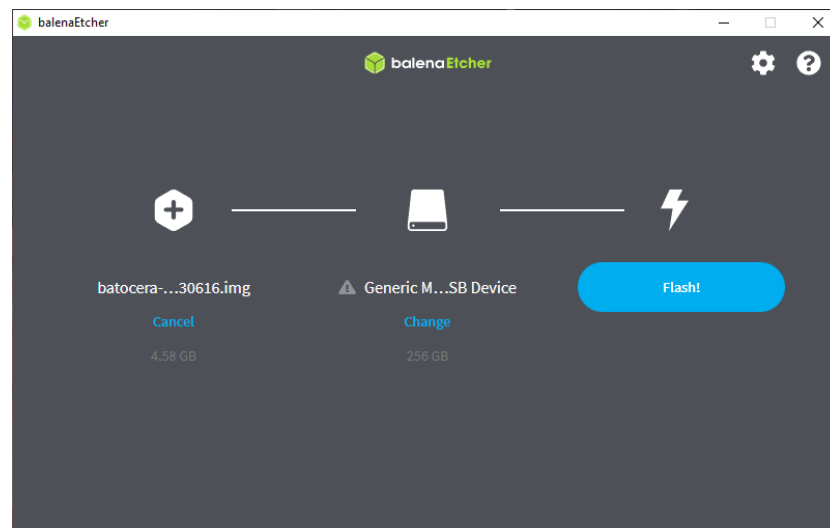 balenaEtcher
balenaEtcher
batocera-...30616.img
Generic M...SB Device
Flash!
Cancel
Change
4.58 GB
256 GB